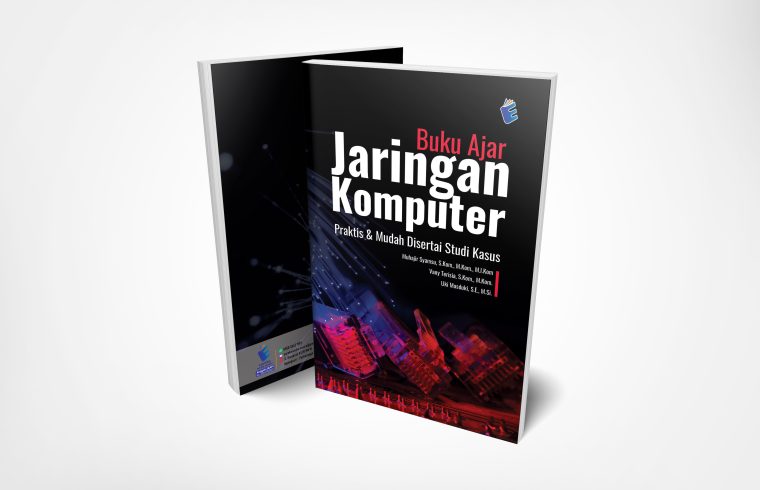 Buku Ajar
Jaringan
Komputer
Praktis & Mudah Disertai Studi Kasus
Muhajir Syamsu, S.Kom., M.Kom., M.I.Kom
Vany Terisia, S.Kom., M.Kom.
Uki Masduki, S.E., M.Si.